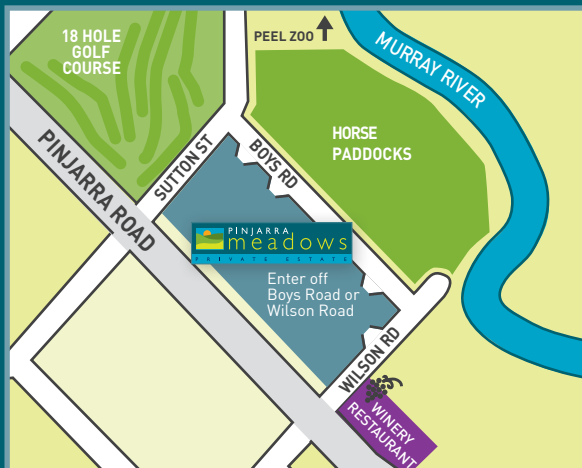 18 HOLE
GOLF
COURSE
PEEL ZOO
MURRAY RIVER
HORSE
PADDOCKS
PINJARRA ROAD
SUTTON ST
BOYS RD
PINJARRA
meadows
PRIVATE ESTATE
Enter off
Boys Road or
Wilson Road
WILSON RD
WINERY
RESTAURANT